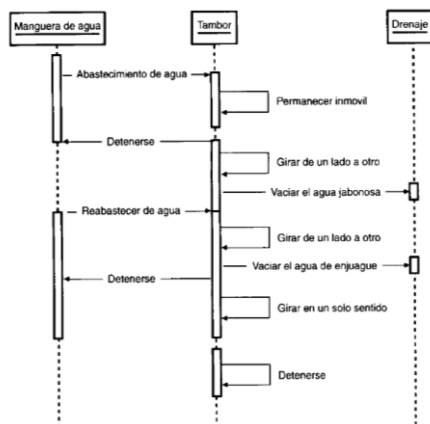 Manguera de agua
Tambor
Drenaje
Abastecimiento de agua
Permanecer inmovil
Detenerse
Girar de un lado a otro
Vaciar el agua jabonosa
Reabastecer de agua
Girar de un lado a otro
Vaciar el agua de enjuague
Detenerse
Girar en un solo sentido
Detenerse